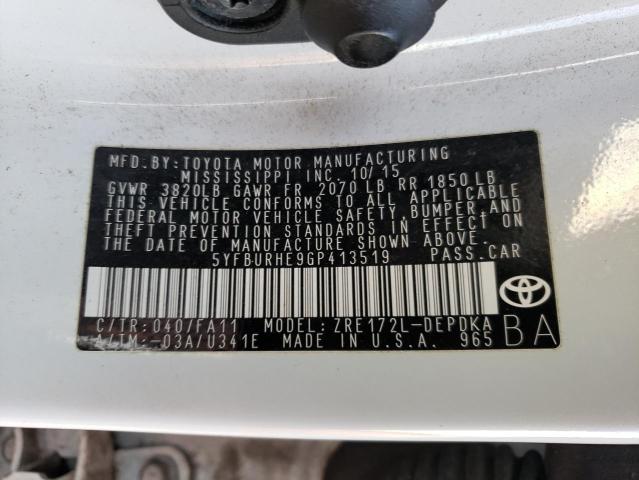 MFD. BY: TOYOTA MOTOR MANUFACTURING
MISSISSIPPI INC. 10/15
GVWR 3820LB GAWR FR 2070 LB RR 1850LB
THIS VEHICLE CONFORMS TO ALL APPLICABLE
FEDERAL MOTOR VEHICLE SAFETY, BUMPER, AND
THEFT PREVENTION STANDARDS IN EFFECT ON
THE DATE OF MANUFACTURE SHOWN ABOVE.
5YFBURHE9GP413519 PASS.CAR
C/TR:040/FA11 MODEL: ZRE172L-DEPDKA
A/TM:-03A/U341E MADE IN U.S.A. 965
BA